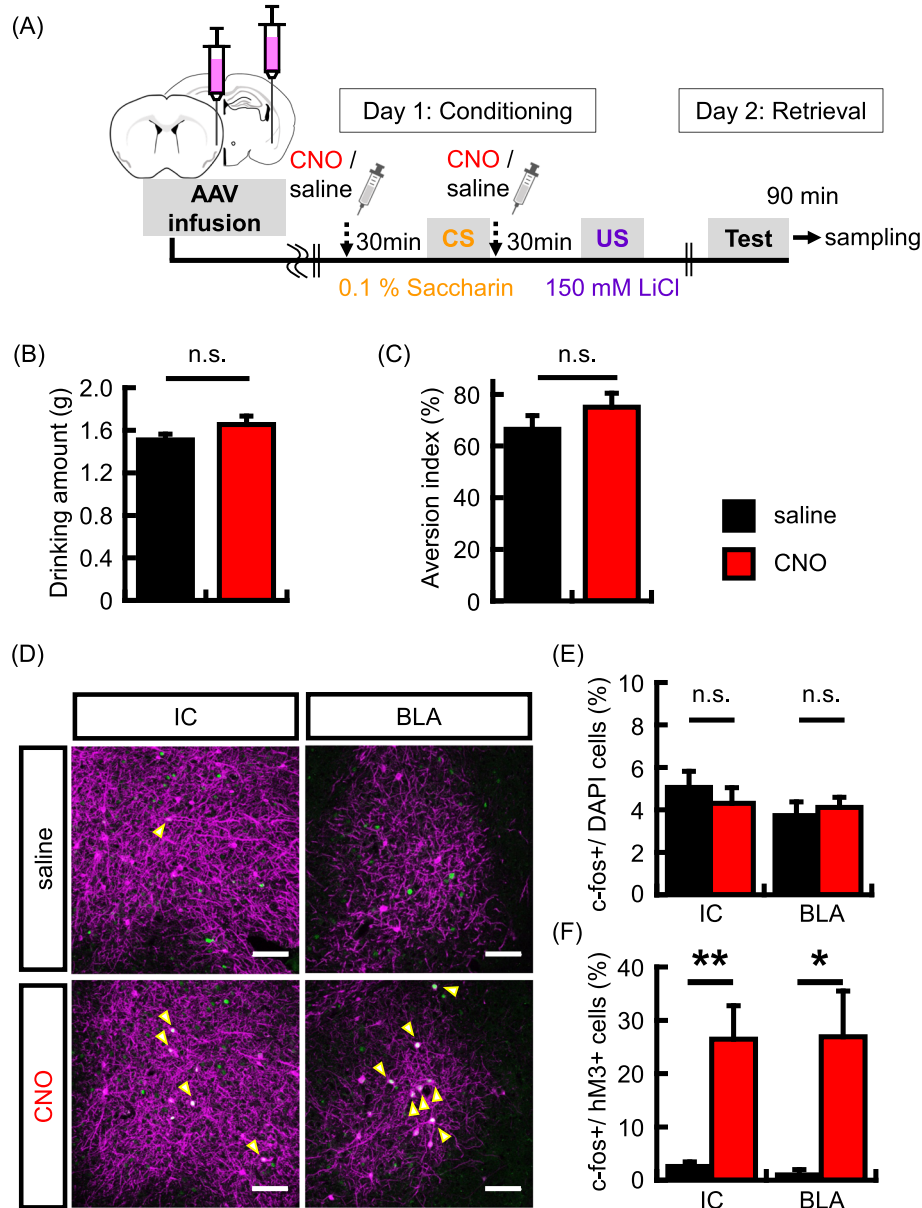 (A)
Day 1: Conditioning
Day 2: Retrieval
CNO /
saline
CNO /
saline
90 min
AAV
infusion
30min
CS
30min
US
Test
sampling
0.1 % Saccharin
150 mM LiCl
(B)
n.s.
Drinking amount (g)
2.0
1.6
1.2
0.8
0.4
0
(C)
n.s.
Aversion index (%)
80
60
40
20
0
saline
CNO
(D)
IC
BLA
saline
CNO
(E)
c-fos+/ DAPI cells (%)
10
8
6
4
2
0
n.s.
n.s.
IC
BLA
(F)
c-fos+/ hM3+ cells (%)
40
30
20
10
0
**
*
IC
BLA